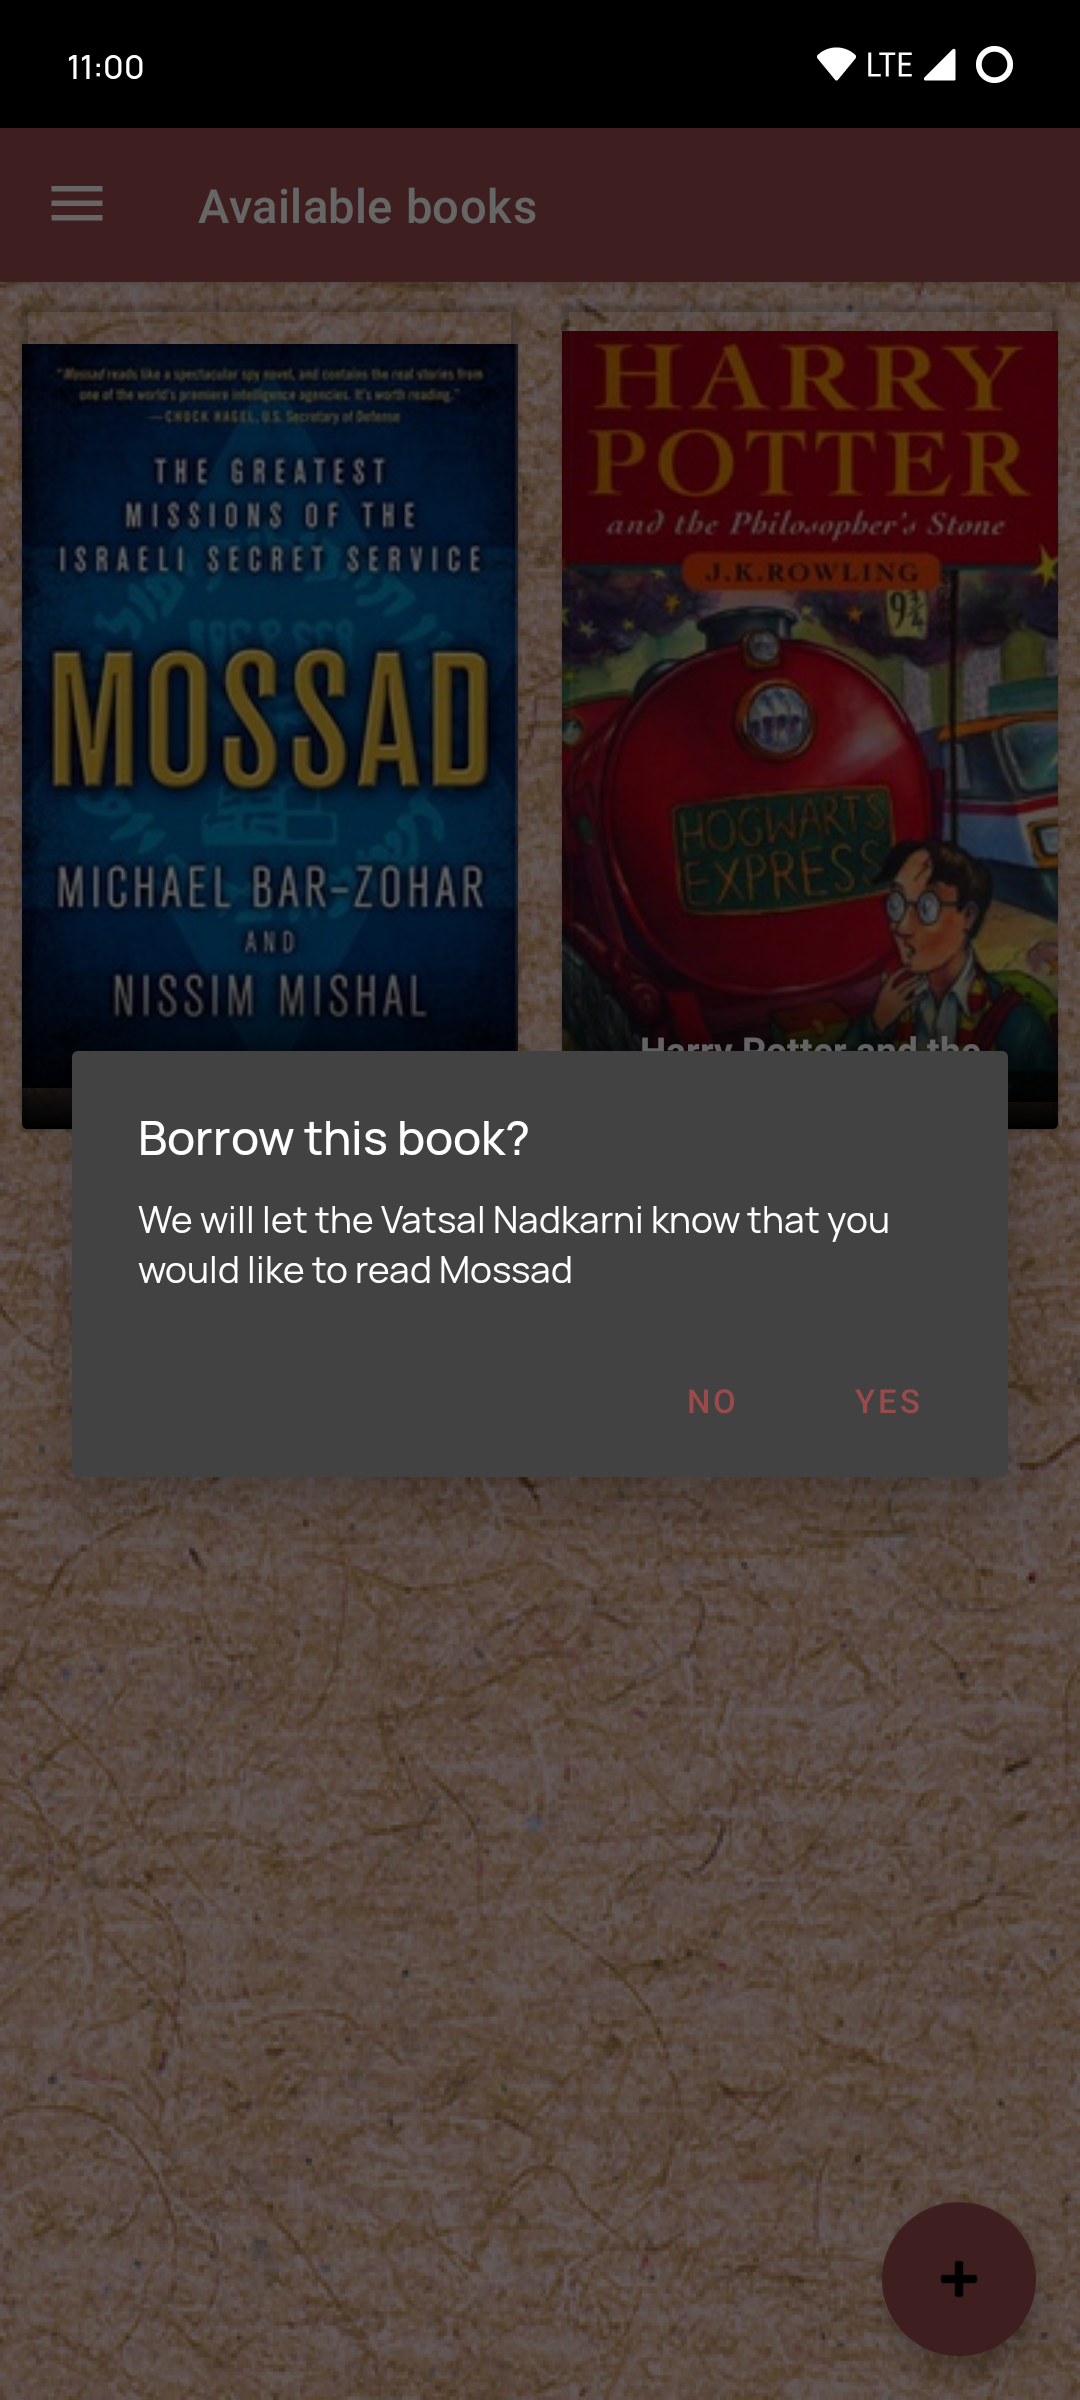 11:00
LTE
Available books
"Mossad reads like a spectacular spy novel, and contains the real stories from
one of the world's premiere intelligence agencies. It's worth reading."
—CHUCK HAGEL, U.S. Secretary of Defense
THE GREATEST
MISSIONS OF THE
ISRAELI SECRET SERVICE
MOSSAD
MICHAEL BAR-ZOHAR
AND
NISSIM MISHAL
HARRY
POTTER
and the Philosopher's Stone
J.K.ROWLING
9¾
HOGWARTS
EXPRESS
Harry Potter and the
Borrow this book?
We will let the Vatsal Nadkarni know that you
would like to read Mossad
NO
YES